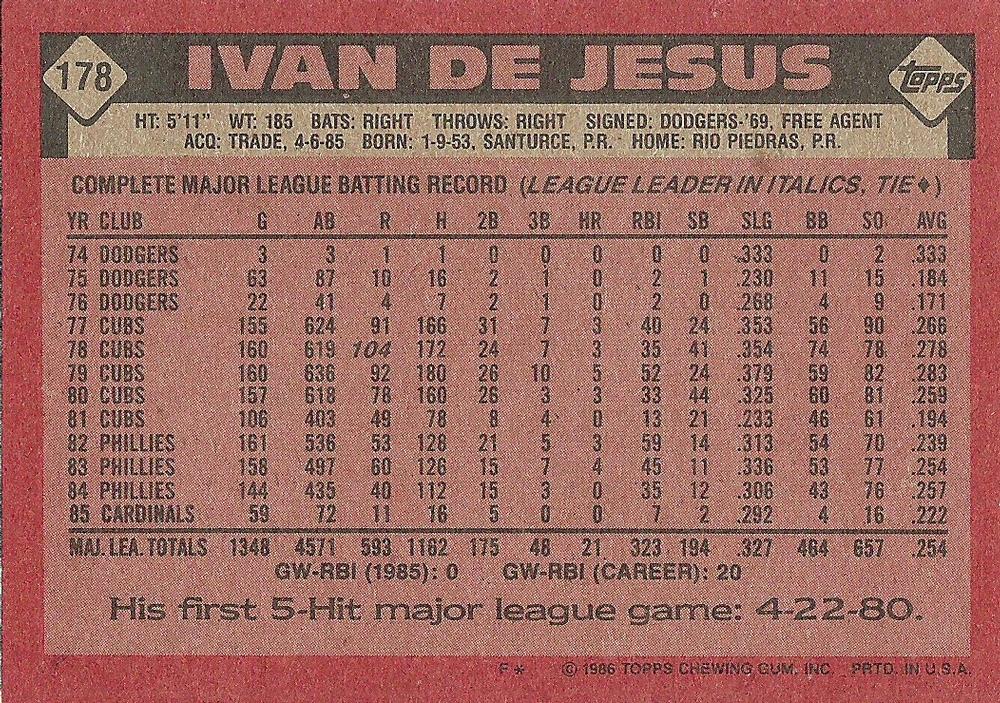 178 IVAN DE JESUS TOPPS
HT: 5'11" WT: 185 BATS: RIGHT THROWS: RIGHT SIGNED: DODGERS-'69, FREE AGENT
ACQ: TRADE, 4-6-85 BORN: 1-9-53, SANTURCE, P.R. HOME: RIO PIEDRAS, P.R.
COMPLETE MAJOR LEAGUE BATTING RECORD (LEAGUE LEADER IN ITALICS, TIE♦)
YR CLUB G AB R H 2B 3B HR RBI SB SLG BB SO AVG
74 DODGERS 3 3 1 1 0 0 0 0 0 .333 0 2 .333
75 DODGERS 63 87 10 16 2 1 0 2 1 .230 11 15 .184
76 DODGERS 22 41 4 7 2 1 0 2 0 .268 4 9 .171
77 CUBS 155 624 91 166 31 7 3 40 24 .353 56 90 .266
78 CUBS 160 619 104 172 24 7 3 35 41 .354 74 78 .278
79 CUBS 160 636 92 180 26 10 5 52 24 .379 59 82 .283
80 CUBS 157 618 78 160 26 3 3 33 44 .325 60 81 .259
81 CUBS 106 403 49 78 8 4 0 13 21 .233 46 61 .194
82 PHILLIES 161 536 53 128 21 5 3 59 14 .313 54 70 .239
83 PHILLIES 158 497 60 126 15 7 4 45 11 .336 53 77 .254
84 PHILLIES 144 435 40 112 15 3 0 35 12 .306 43 76 .257
85 CARDINALS 59 72 11 16 5 0 0 7 2 .292 4 16 .222
MAJ. LEA. TOTALS 1348 4571 593 1162 175 48 21 323 194 .327 464 657 .254
GW-RBI (1985): 0 GW-RBI (CAREER): 20
His first 5-Hit major league game: 4-22-80.
F* © 1986 TOPPS CHEWING GUM, INC. PRTD. IN U.S.A.